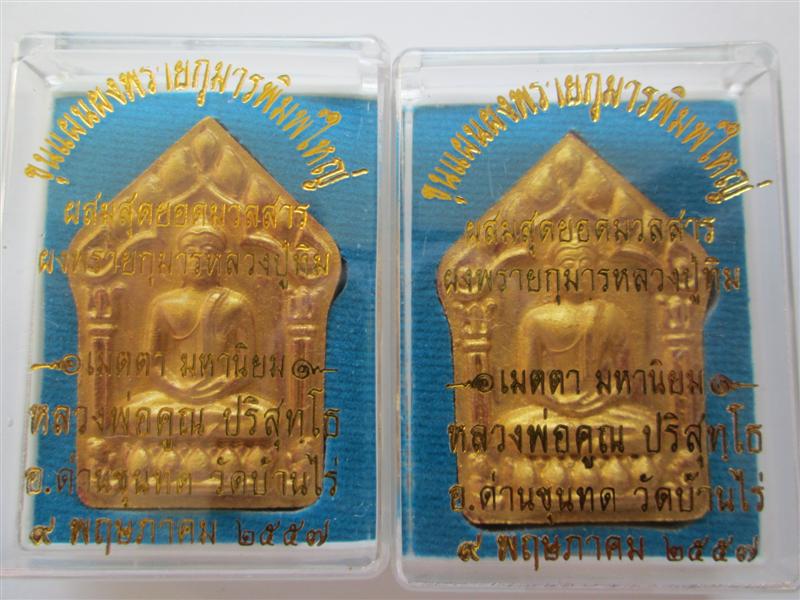 ขุนแผนผงพรายกุมารพิมพ์ใหญ่
ผสมสุดยอดมวลสาร
ผงพรายกุมารหลวงปู่ทิม
เมตตา มหานิยม
หลวงพ่อคูณ ปริสุทฺโธ
อ.ด่านขุนทด วัดบ้านไร่
๙ พฤษภาคม ๒๕๕๗
ขุนแผนผงพรายกุมารพิมพ์ใหญ่
ผสมสุดยอดมวลสาร
ผงพรายกุมารหลวงปู่ทิม
เมตตา มหานิยม
หลวงพ่อคูณ ปริสุทฺโธ
อ.ด่านขุนทด วัดบ้านไร่
๙ พฤษภาคม ๒๕๕๗